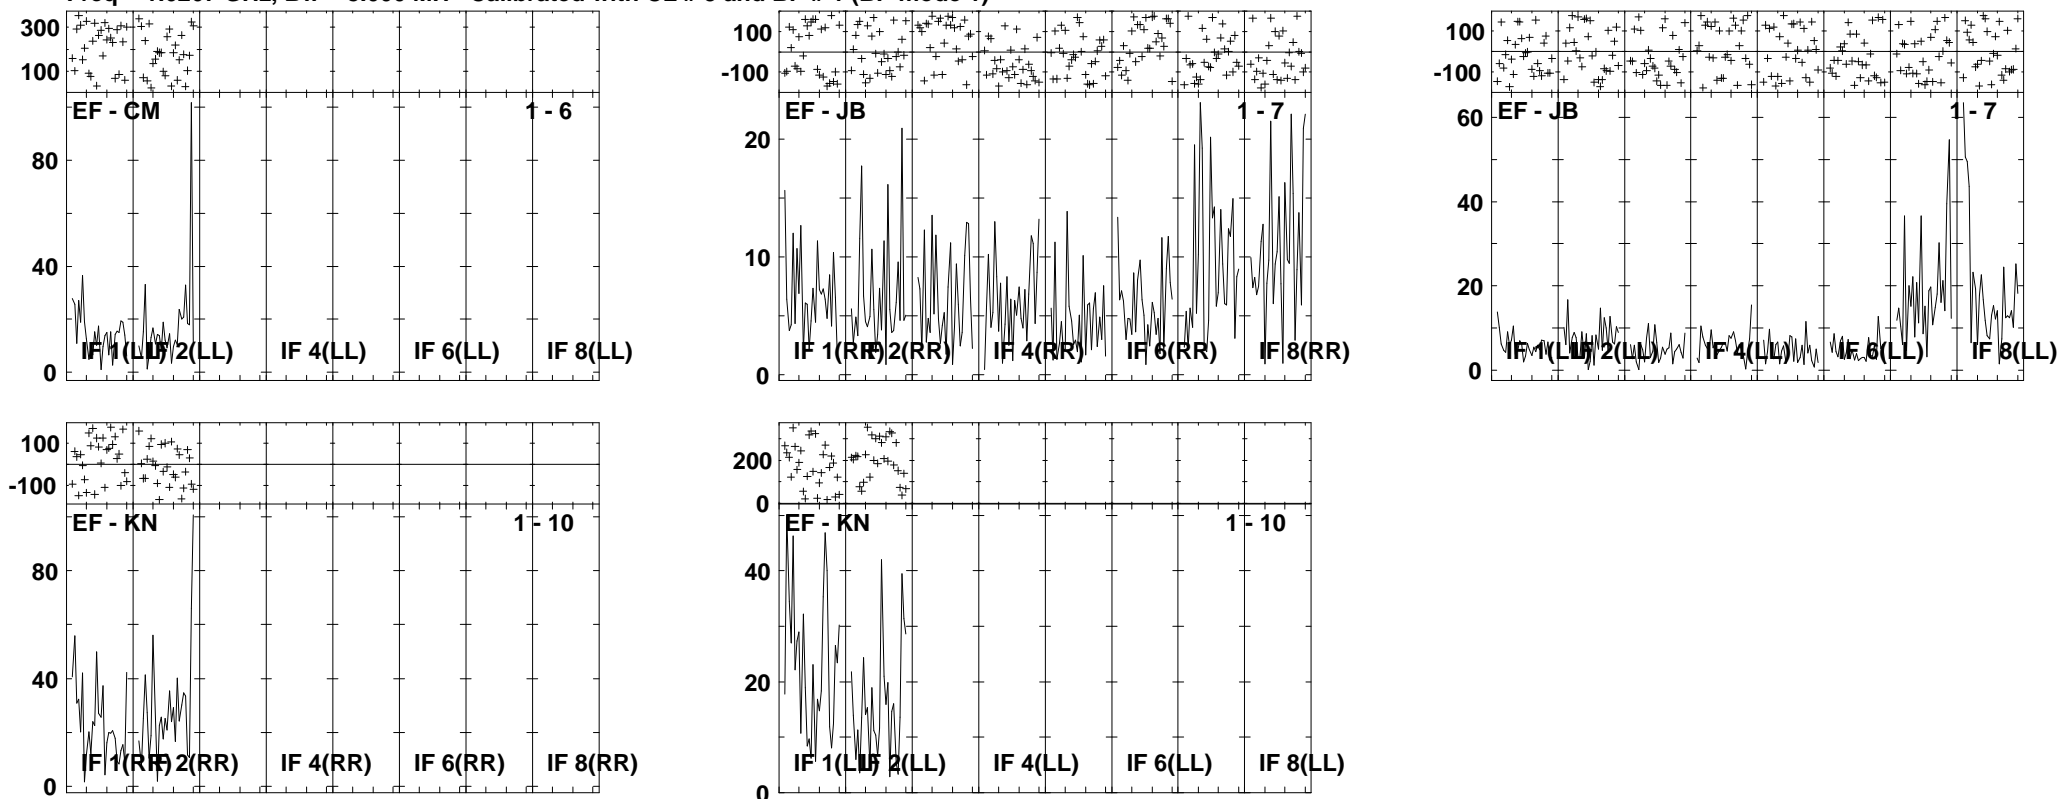 300
100
EF - CM 1 - 6
80
40
0
IF 1(LL) IF 2(LL) IF 4(LL) IF 6(LL) IF 8(LL)
100
-100
EF - JB 1 - 7
20
10
0
IF 1(RR) IF 2(RR) IF 4(RR) IF 6(RR) IF 8(RR)
100
-100
EF - JB 1 - 7
60
40
20
0
IF 1(LL) IF 2(LL) IF 4(LL) IF 6(LL) IF 8(LL)
100
-100
EF - KN 1 - 10
80
40
0
IF 1(RR) IF 2(RR) IF 4(RR) IF 6(RR) IF 8(RR)
200
0
EF - KN 1 - 10
40
20
0
IF 1(LL) IF 2(LL) IF 4(LL) IF 6(LL) IF 8(LL)